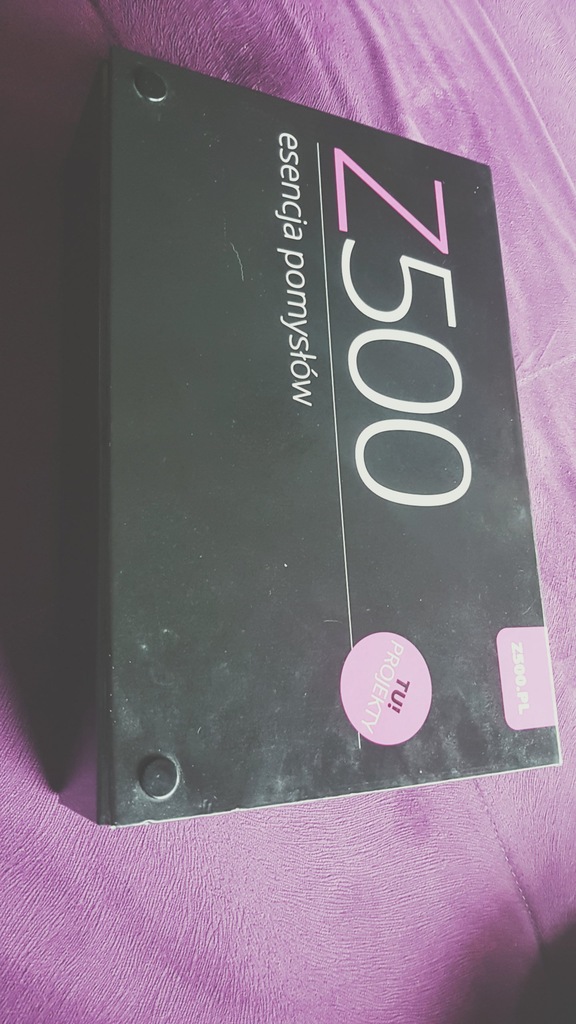 Z500.PL
Z500
esencja pomysłów
TU!
PROJEKTY